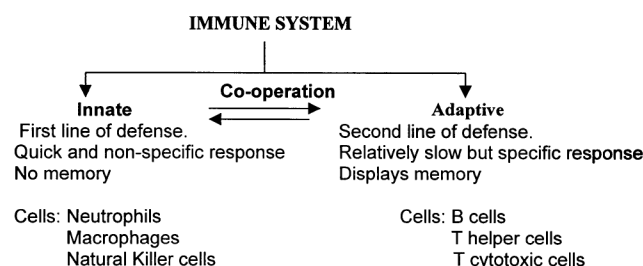 IMMUNE SYSTEM
Co-operation
Innate
First line of defense.
Quick and non-specific response
No memory
Cells: Neutrophils
Macrophages
Natural Killer cells
Adaptive
Second line of defense.
Relatively slow but specific response
Displays memory
Cells: B cells
T helper cells
T cytotoxic cells